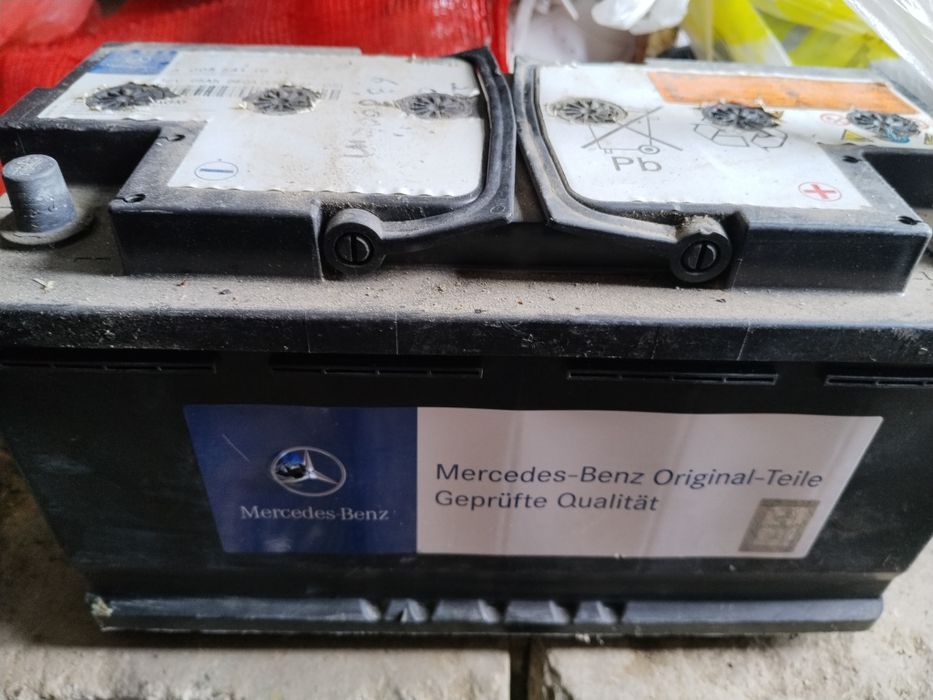 Pb
Mercedes-Benz
Mercedes-Benz Original-Teile
Geprüfte Qualität